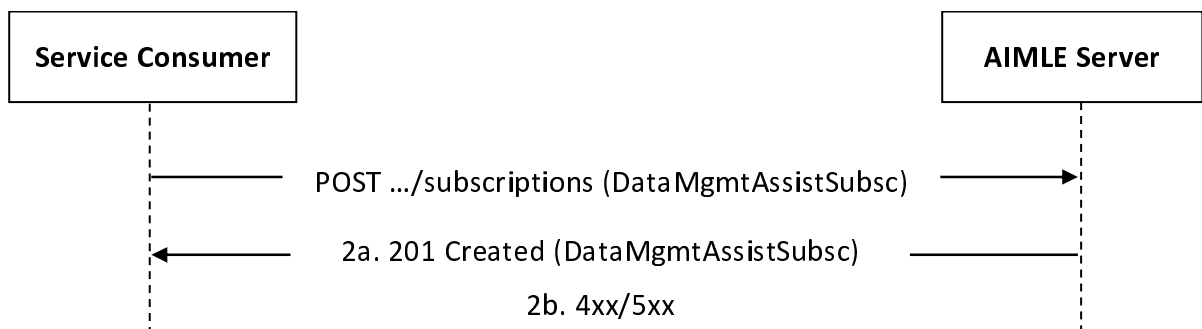 Service Consumer
AIMLE Server
POST …/subscriptions (DataMgmtAssistSubsc)
2a. 201 Created (DataMgmtAssistSubsc)
2b. 4xx/5xx